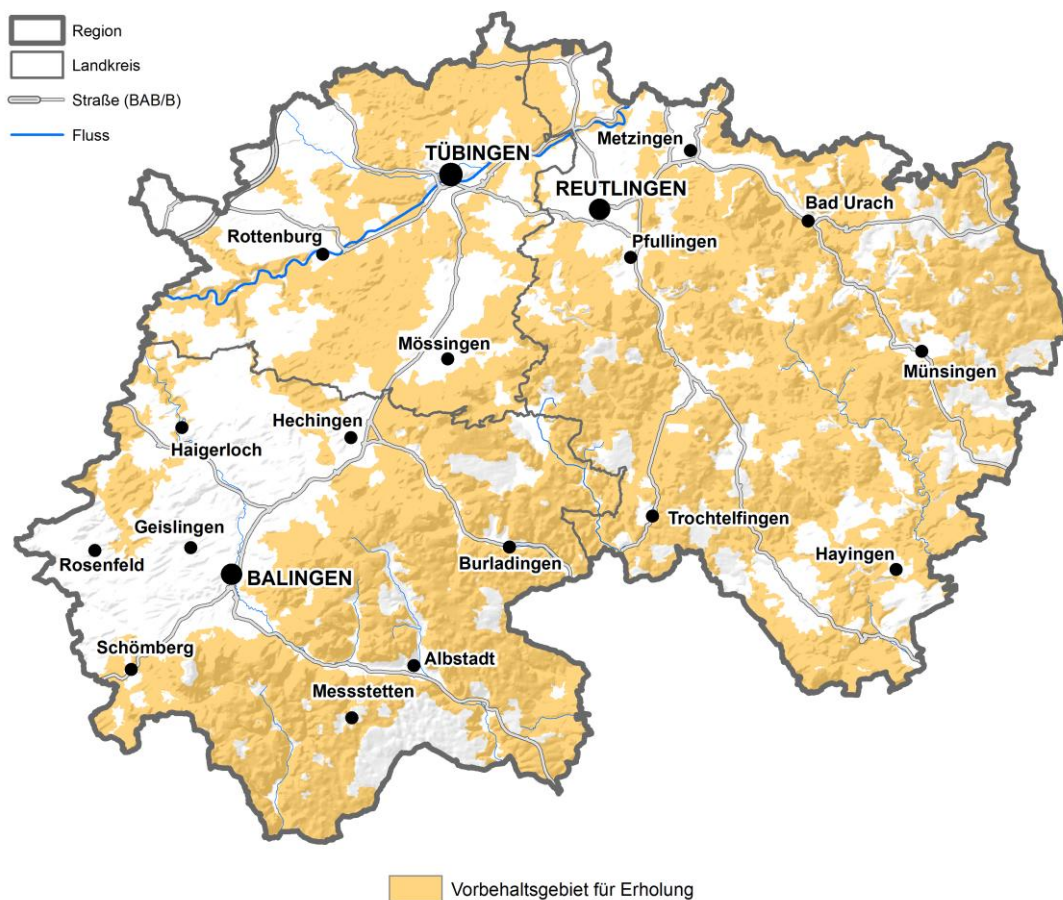 Region
Landkreis
Straße (BAB/B)
Fluss
Metzingen
TÜBINGEN
REUTLINGEN
Bad Urach
Rottenburg
Pfullingen
Mössingen
Münsingen
Hechingen
Haigerloch
Trochtelfingen
Geislingen
Rosenfeld
Burladingen
Hayingen
BALINGEN
Schömberg
Albstadt
Messstetten
Vorbehaltsgebiet für Erholung